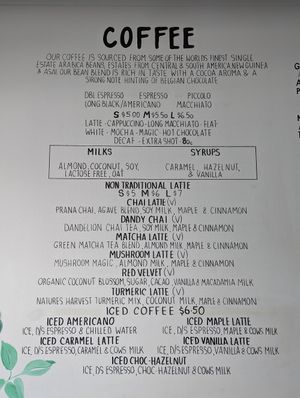 COFFEE
OUR COFFEE IS SOURCED FROM SOME OF THE WORLDS FINEST SINGLE
ESTATE ARABICA BEANS, ESTATES FROM CENTRAL & SOUTH AMERICA, NEW GUINEA
& ASIA. OUR BEAN BLEND IS RICH IN TASTE WITH A COCOA AROMA & A
STRONG NOTE HINTING OF BELGIAN CHOCOLATE
DBL ESPRESSO ESPRESSO PICCOLO
LONG BLACK/AMERICANO MACCHIATO
S $5.00 M $5.50 L $6.50
LATTE - CAPPUCCINO - LONG MACCHIATO - FLAT
WHITE - MOCHA - MAGIC - HOT CHOCOLATE
DECAF - EXTRA SHOT - 80c
MILKS SYRUPS
ALMOND, COCONUT, SOY, CARAMEL, HAZELNUT,
LACTOSE FREE, OAT & VANILLA
NON TRADITIONAL LATTE
S $5 M $6 L $7
CHAI LATTE (V)
PRANA CHAI, AGAVE BLEND, SOY MILK, MAPLE & CINNAMON
DANDY CHAI (V)
DANDELION CHAI TEA, SOY MILK, MAPLE & CINNAMON
MATCHA LATTE (V)
GREEN MATCHA TEA BLEND, ALMOND MILK, MAPLE & CINNAMON
MUSHROOM LATTE (V)
MUSHROOM MAGIC, ALMOND MILK, MAPLE & CINNAMON
RED VELVET (V)
ORGANIC COCONUT BLOSSOM, SUGAR, CACAO, VANILLA & MACADAMIA MILK
TURMERIC LATTE (V)
NATURES HARVEST TURMERIC MIX, COCONUT MILK, MAPLE & CINNAMON
ICED COFFEE $6.50
ICED AMERICANO ICED MAPLE LATTE
ICE, D/S ESPRESSO & CHILLED WATER ICE, D/S ESPRESSO, MAPLE & COWS MILK
ICED CARAMEL LATTE ICED VANILLA LATTE
ICE, D/S ESPRESSO, CARAMEL & COWS MILK ICE, D/S ESPRESSO, VANILLA & COWS MILK
ICED CHOC-HAZELNUT
ICE, D/S ESPRESSO, CHOC-HAZELNUT & COWS MILK